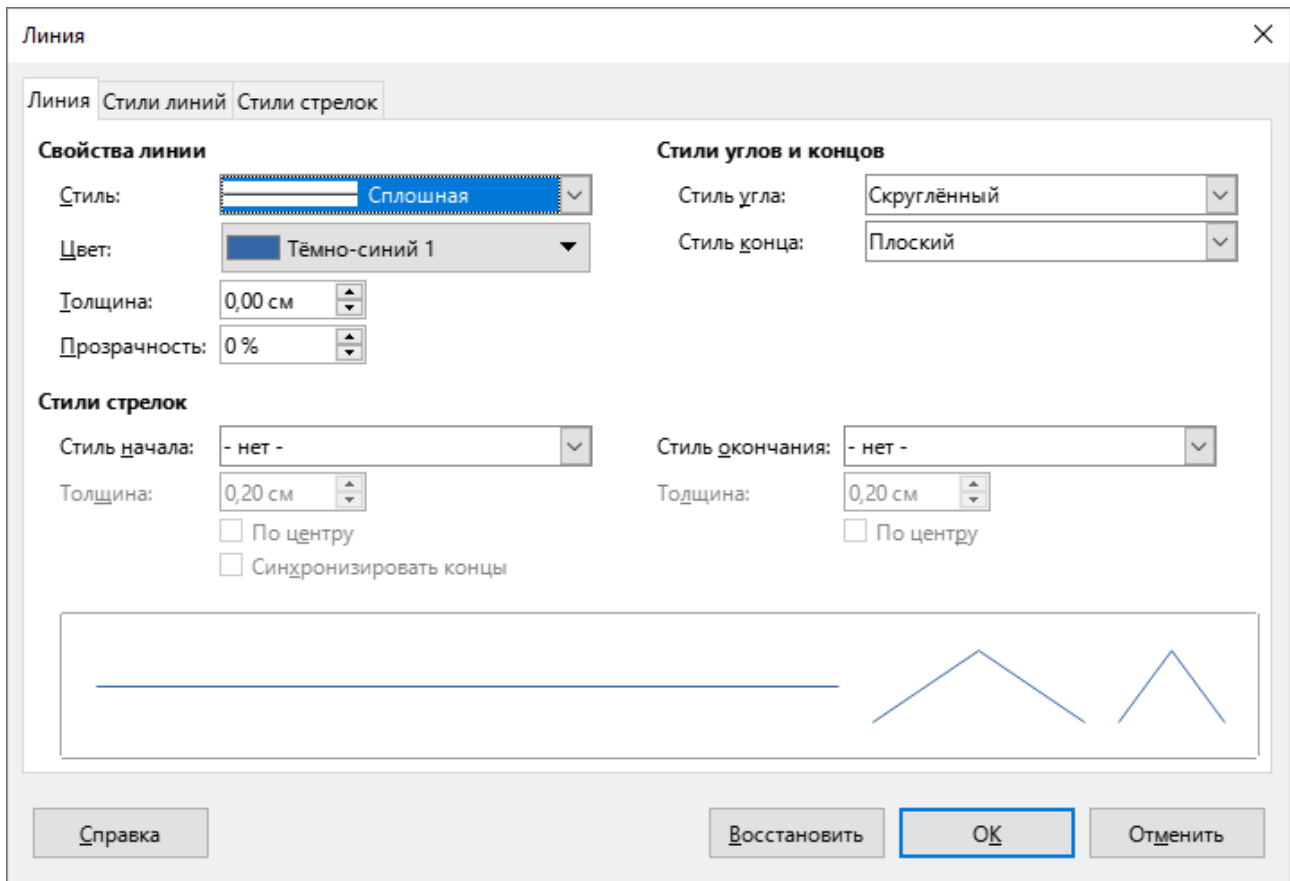 Линия
Линия Стили линий Стили стрелок
Свойства линии
Стиль: Сплошная
Цвет: Тёмно-синий 1
Толщина: 0,00 см
Прозрачность: 0 %
Стили углов и концов
Стиль угла: Скруглённый
Стиль конца: Плоский
Стили стрелок
Стиль начала: - нет -
Толщина: 0,20 см
По центру
Синхронизировать концы
Стиль окончания: - нет -
Толщина: 0,20 см
По центру
Справка Восстановить ОК Отменить